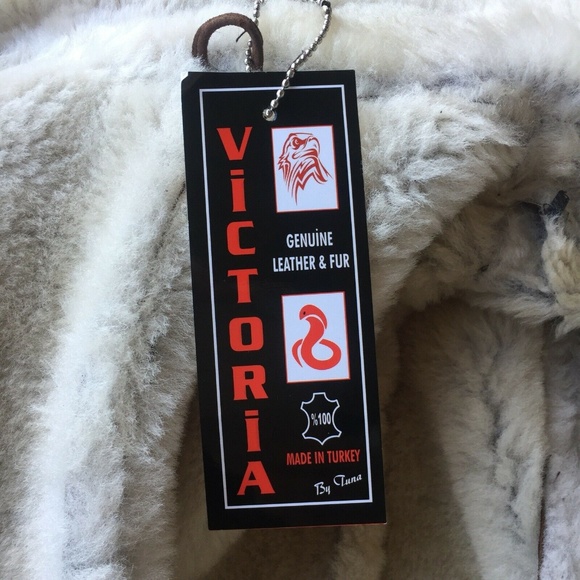 ViCTORiA
GENUiNE
LEATHER & FUR
%100
MADE IN TURKEY
By Tuna